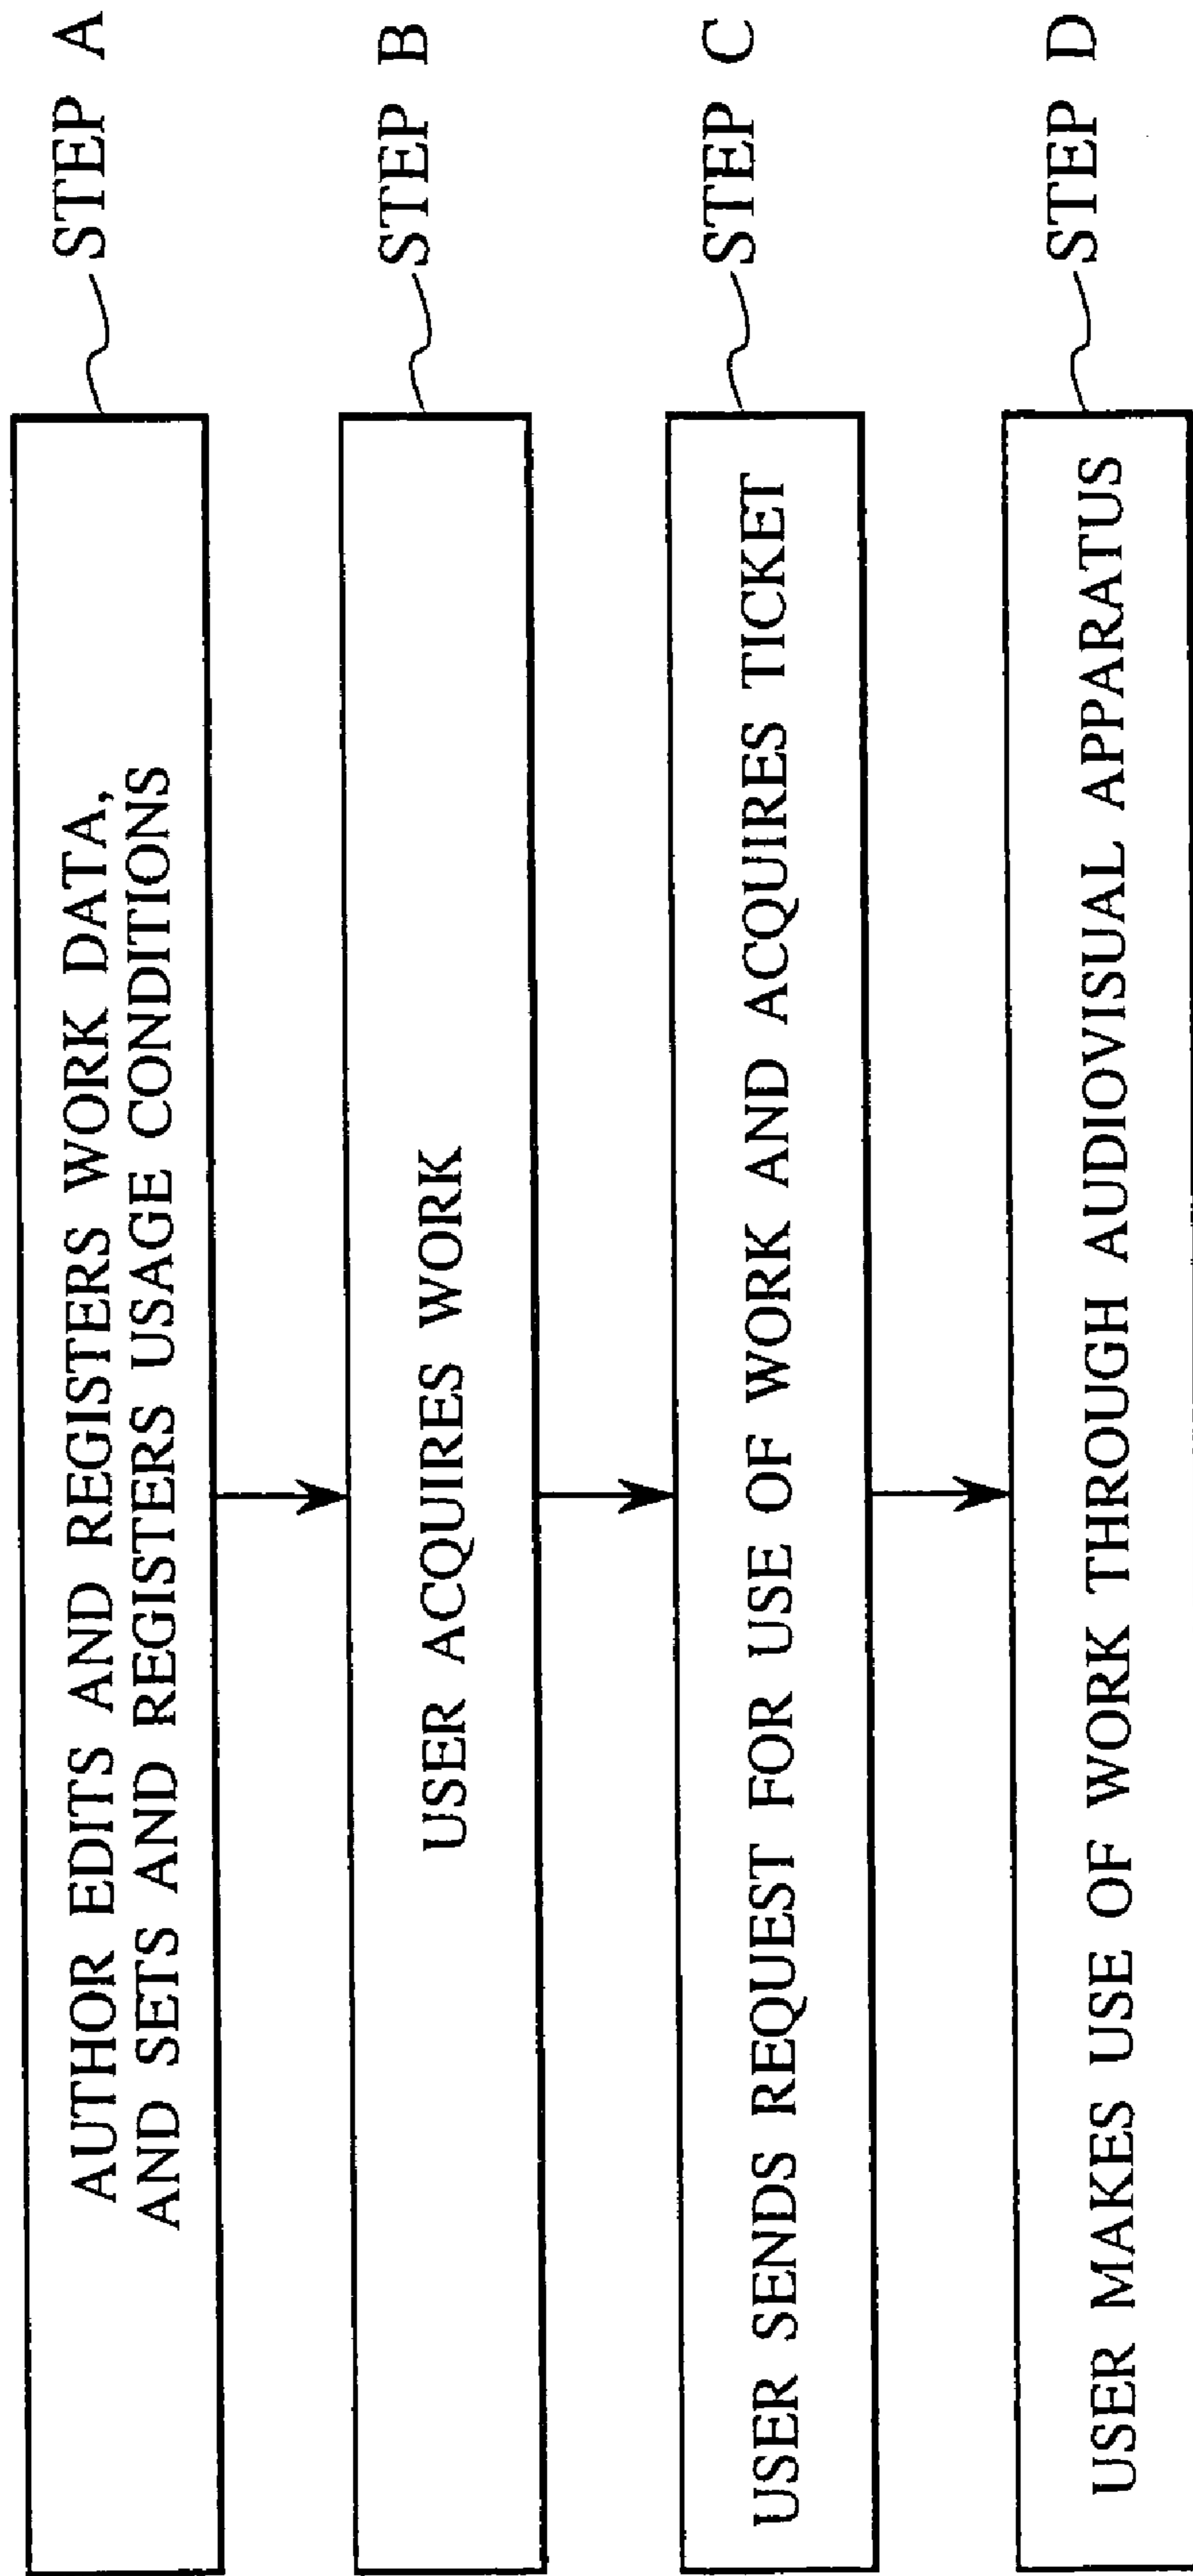 AUTHOR EDITS AND REGISTERS WORK DATA,
AND SETS AND REGISTERS USAGE CONDITIONS
STEP A
USER ACQUIRES WORK
STEP B
USER SENDS REQUEST FOR USE OF WORK AND ACQUIRES TICKET
STEP C
USER MAKES USE OF WORK THROUGH AUDIOVISUAL APPARATUS
STEP D